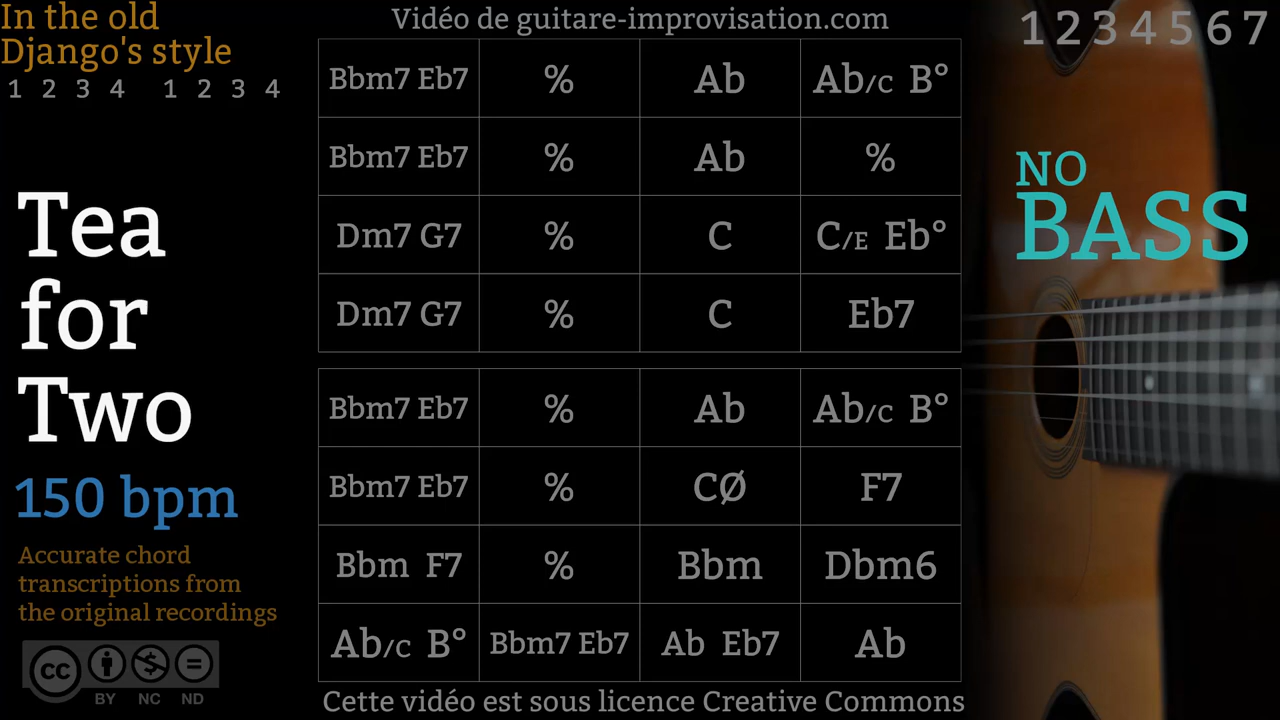 In the old
Django's style
1 2 3 4 1 2 3 4
Vidéo de guitare-improvisation.com
1 2 3 4 5 6 7
NO
BASS
Tea
for
Two
150 bpm
Accurate chord
transcriptions from
the original recordings
cc
BY NC ND
Bbm7 Eb7 % Ab Ab/C B°
Bbm7 Eb7 % Ab %
Dm7 G7 % C C/E Eb°
Dm7 G7 % C Eb7
Bbm7 Eb7 % Ab Ab/C B°
Bbm7 Eb7 % CØ F7
Bbm F7 % Bbm Dbm6
Ab/C B° Bbm7 Eb7 Ab Eb7 Ab
Cette vidéo est sous licence Creative Commons